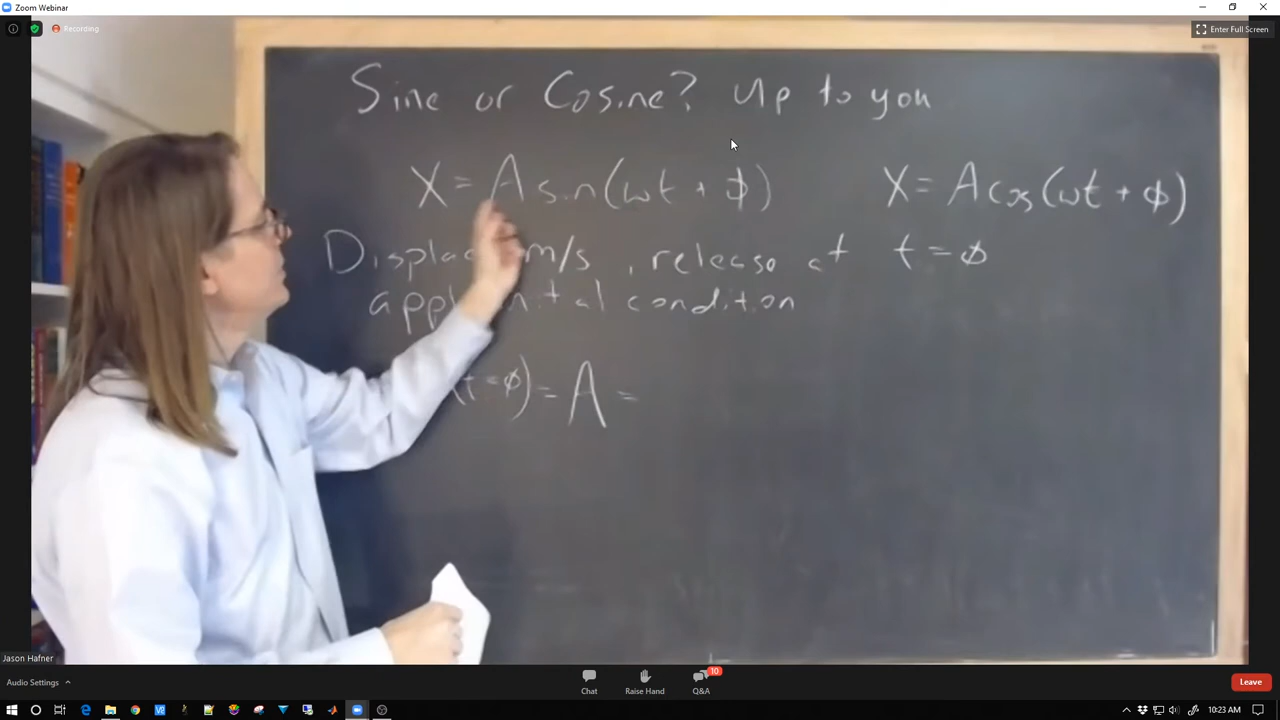 Zoom Webinar
Recording
Enter Full Screen
Sine or Cosine? Up to you
X = A sin(ωt + φ) X = A cos(ωt + φ)
m/s, release at t = ∅
condition
t = ∅) = A =
Jason Hafner
Audio Settings
Chat
Raise Hand
Q&A
10
Leave
10:23 AM